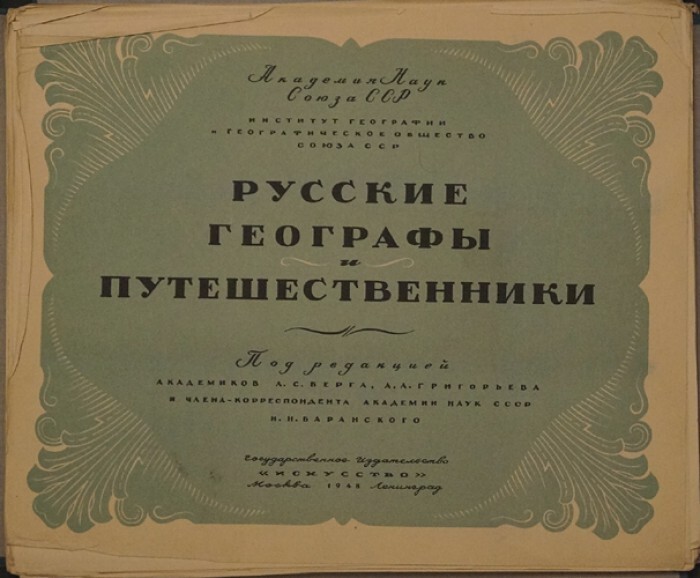 Академия Наук
Союза ССР
ИНСТИТУТ ГЕОГРАФИИ
и ГЕОГРАФИЧЕСКОЕ ОБЩЕСТВО
СОЮЗА ССР
РУССКИЕ
ГЕОГРАФЫ
и
ПУТЕШЕСТВЕННИКИ
Под редакцией
АКАДЕМИКОВ Л.С.БЕРГА, А.А.ГРИГОРЬЕВА
И ЧЛЕНА-КОРРЕСПОНДЕНТА АКАДЕМИИ НАУК СССР
Н.Н.БАРАНСКОГО
Государственное Издательство
«ИСКУССТВО»
Москва 1948 Ленинград